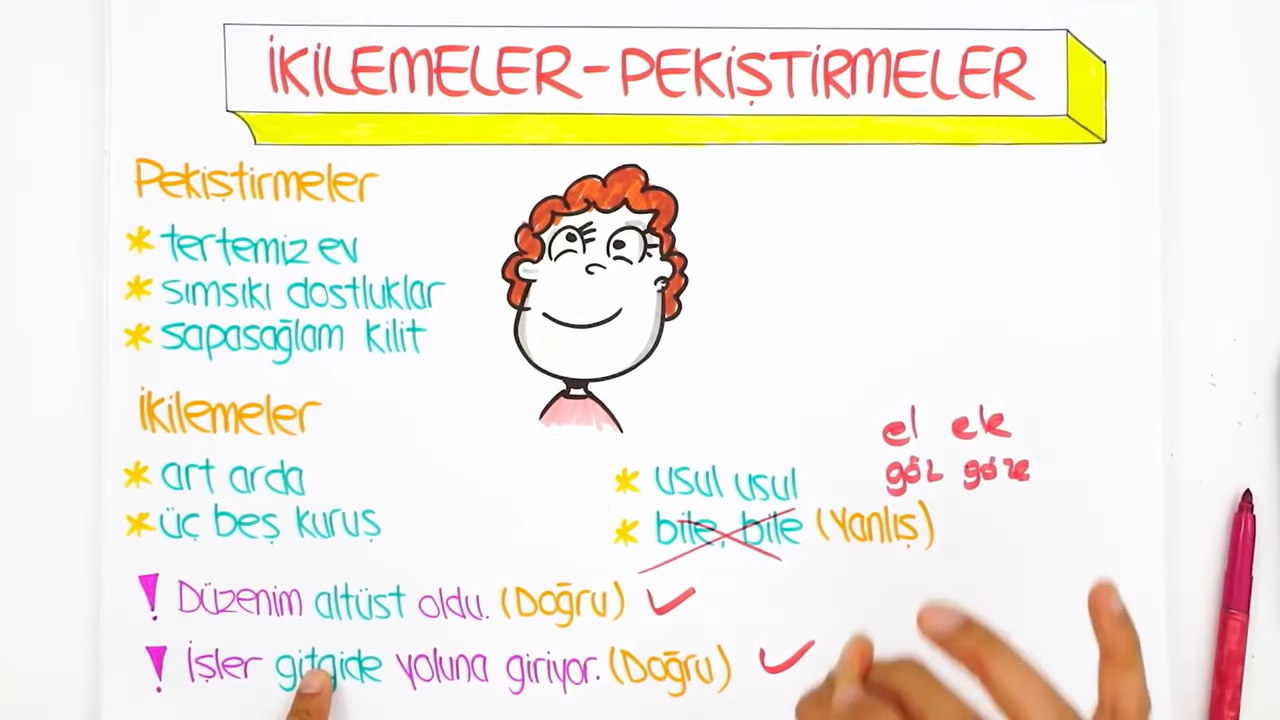 İKİLEMELER-PEKİŞTİRMELER
Pekiştirmeler
* tertemiz ev
* sımsıkı dostluklar
* sapasağlam kilit
İkilemeler
* art arda
* üç beş kuruş
* usul usul
* bile, bile (Yanlış)
el ele
göz göze
! Düzenim altüst oldu. (Doğru) ✓
! İşler gitgide yoluna giriyor. (Doğru) ✓